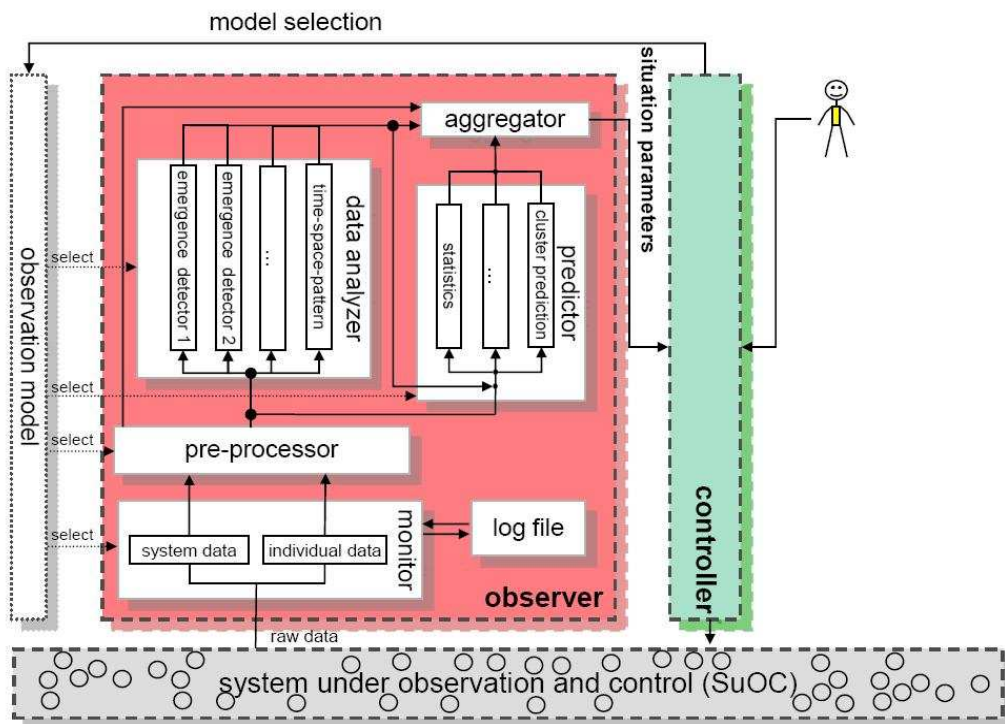 model selection
observation model
select
select
select
select
aggregator
emergence detector 1
emergence detector 2
...
time-space-pattern
data analyzer
statistics
...
cluster prediction
predictor
situation parameters
pre-processor
system data
individual data
monitor
log file
observer
controller
raw data
system under observation and control (SuOC)